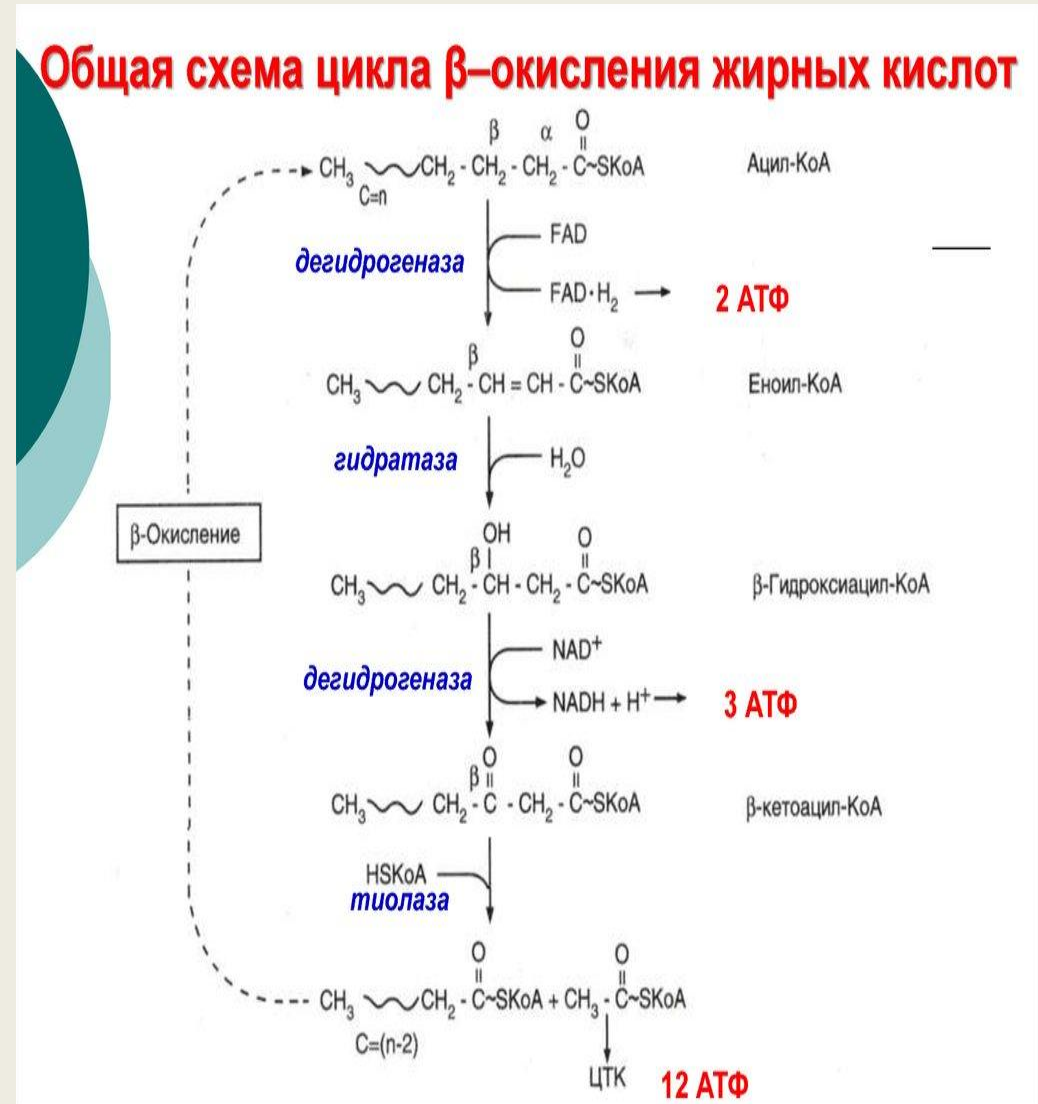 Общая схема цикла β–окисления жирных кислот
β α O
CH₃ CH₂ - CH₂ - CH₂ - C~SKoA Ацил-КоА
C=n
FAD
дегидрогеназа
FAD·H₂ 2 АТФ
β O
CH₃ CH₂ - CH = CH - C~SKoA Еноил-КоА
гидратаза H₂O
β-Окисление
OH O
β
CH₃ CH₂ - CH - CH₂ - C~SKoA β-Гидроксиацил-КоА
NAD⁺
дегидрогеназа
NADH + H⁺ 3 АТФ
O O
β
CH₃ CH₂ - C - CH₂ - C~SKoA β-кетоацил-КоА
HSKoA
тиолаза
O O
CH₃ CH₂ - C~SKoA + CH₃ - C~SKoA
C=(n-2)
ЦТК 12 АТФ